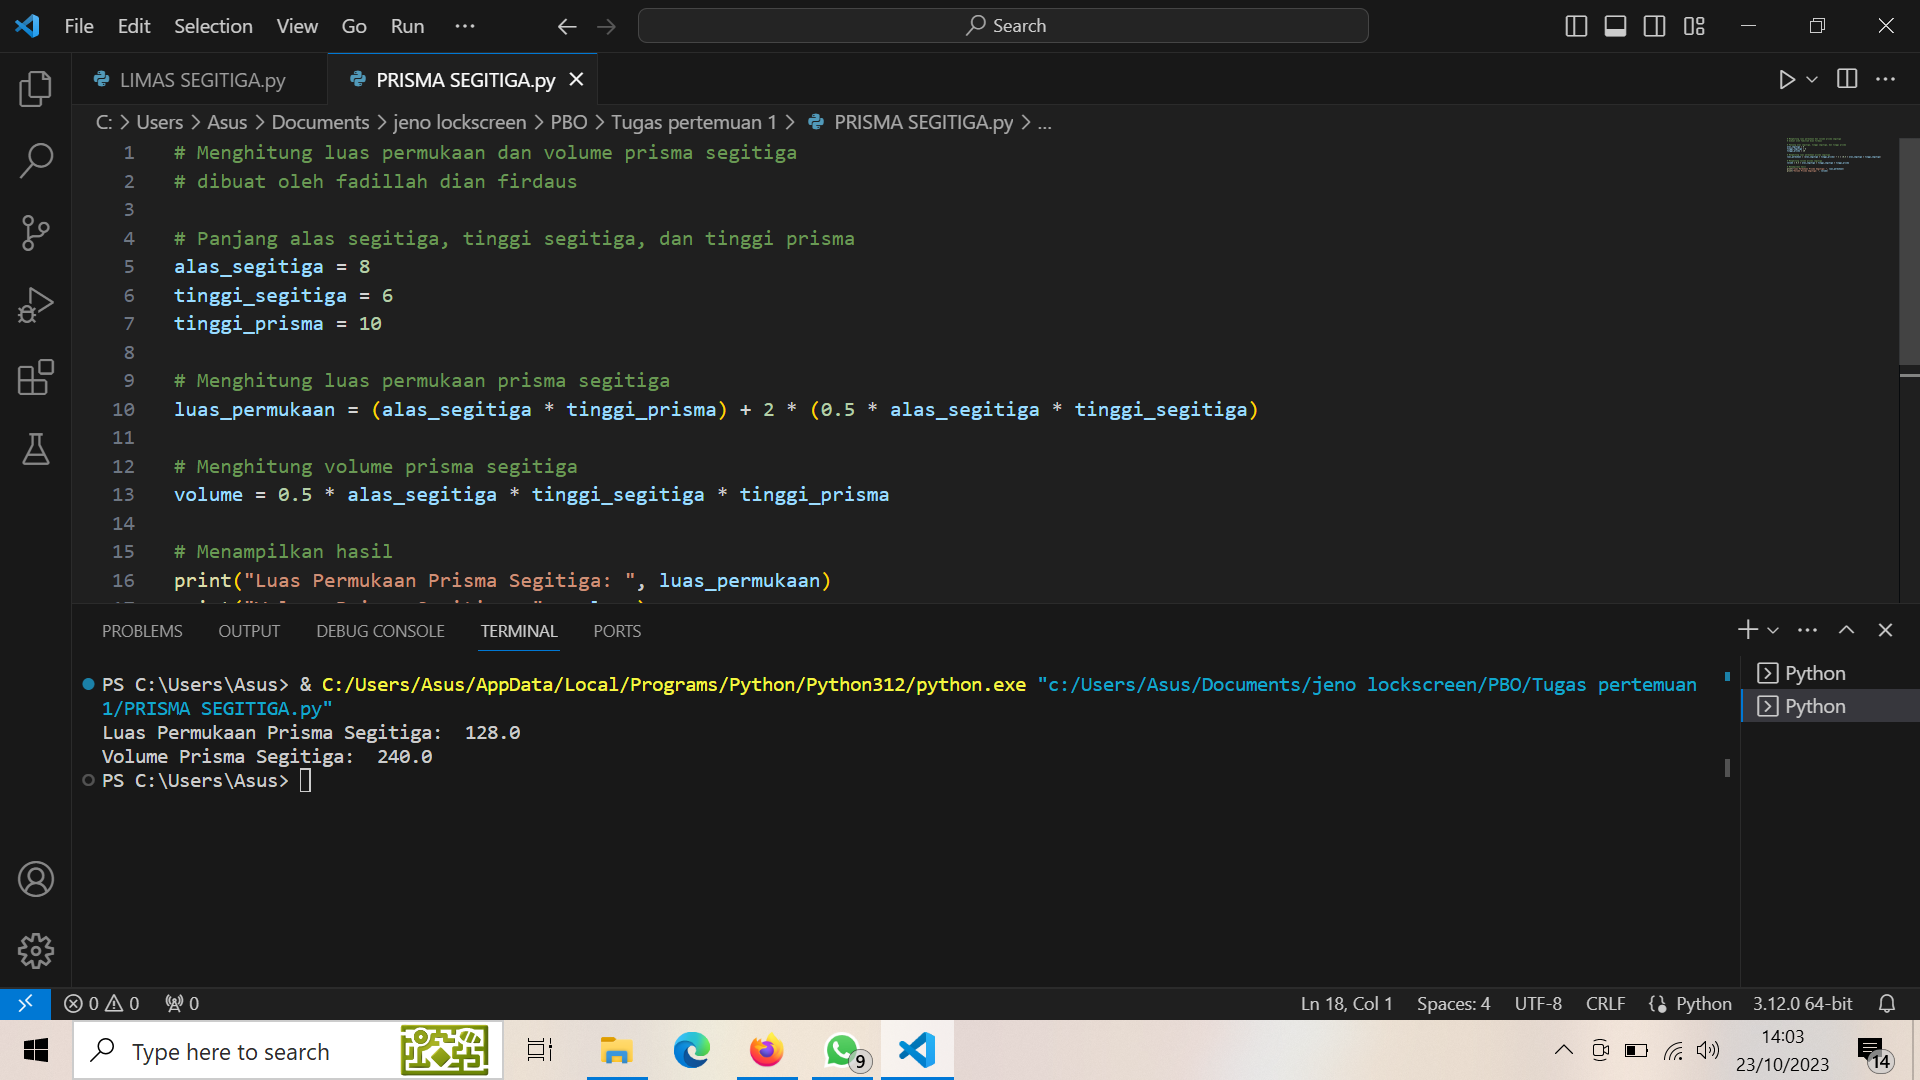 File Edit Selection View Go Run ... Search
LIMAS SEGITIGA.py PRISMA SEGITIGA.py
C: > Users > Asus > Documents > jeno lockscreen > PBO > Tugas pertemuan 1 > PRISMA SEGITIGA.py > ...
1 # Menghitung luas permukaan dan volume prisma segitiga
2 # dibuat oleh fadillah dian firdaus
3
4 # Panjang alas segitiga, tinggi segitiga, dan tinggi prisma
5 alas_segitiga = 8
6 tinggi_segitiga = 6
7 tinggi_prisma = 10
8
9 # Menghitung luas permukaan prisma segitiga
10 luas_permukaan = (alas_segitiga * tinggi_prisma) + 2 * (0.5 * alas_segitiga * tinggi_segitiga)
11
12 # Menghitung volume prisma segitiga
13 volume = 0.5 * alas_segitiga * tinggi_segitiga * tinggi_prisma
14
15 # Menampilkan hasil
16 print("Luas Permukaan Prisma Segitiga: ", luas_permukaan)
PROBLEMS OUTPUT DEBUG CONSOLE TERMINAL PORTS
PS C:\Users\Asus> & C:/Users/Asus/AppData/Local/Programs/Python/Python312/python.exe "c:/Users/Asus/Documents/jeno lockscreen/PBO/Tugas pertemuan
1/PRISMA SEGITIGA.py"
Luas Permukaan Prisma Segitiga:  128.0
Volume Prisma Segitiga:  240.0
PS C:\Users\Asus>
Python
Python
0 0 0 Ln 18, Col 1 Spaces: 4 UTF-8 CRLF {} Python 3.12.0 64-bit
Type here to search
9
14:03
23/10/2023
14